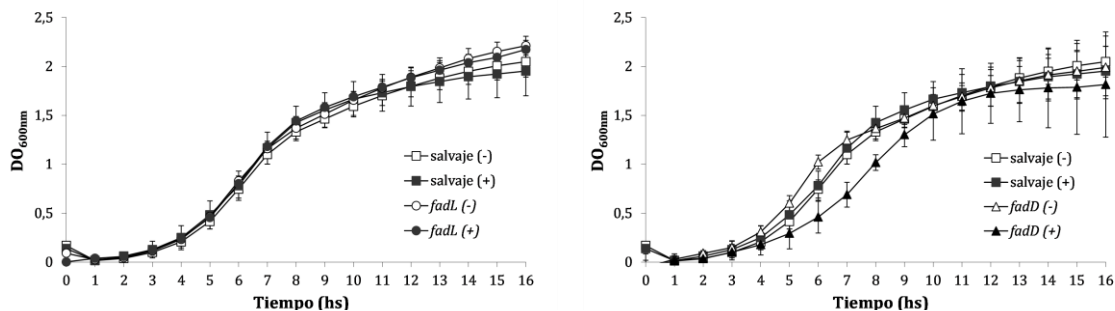 2,5
2
1,5
1
0,5
0
DO600nm
salvaje (-)
salvaje (+)
fadL (-)
fadL (+)
0 1 2 3 4 5 6 7 8 9 10 11 12 13 14 15 16
Tiempo (hs)
2,5
2
1,5
1
0,5
0
DO600nm
salvaje (-)
salvaje (+)
fadD (-)
fadD (+)
0 1 2 3 4 5 6 7 8 9 10 11 12 13 14 15 16
Tiempo (hs)